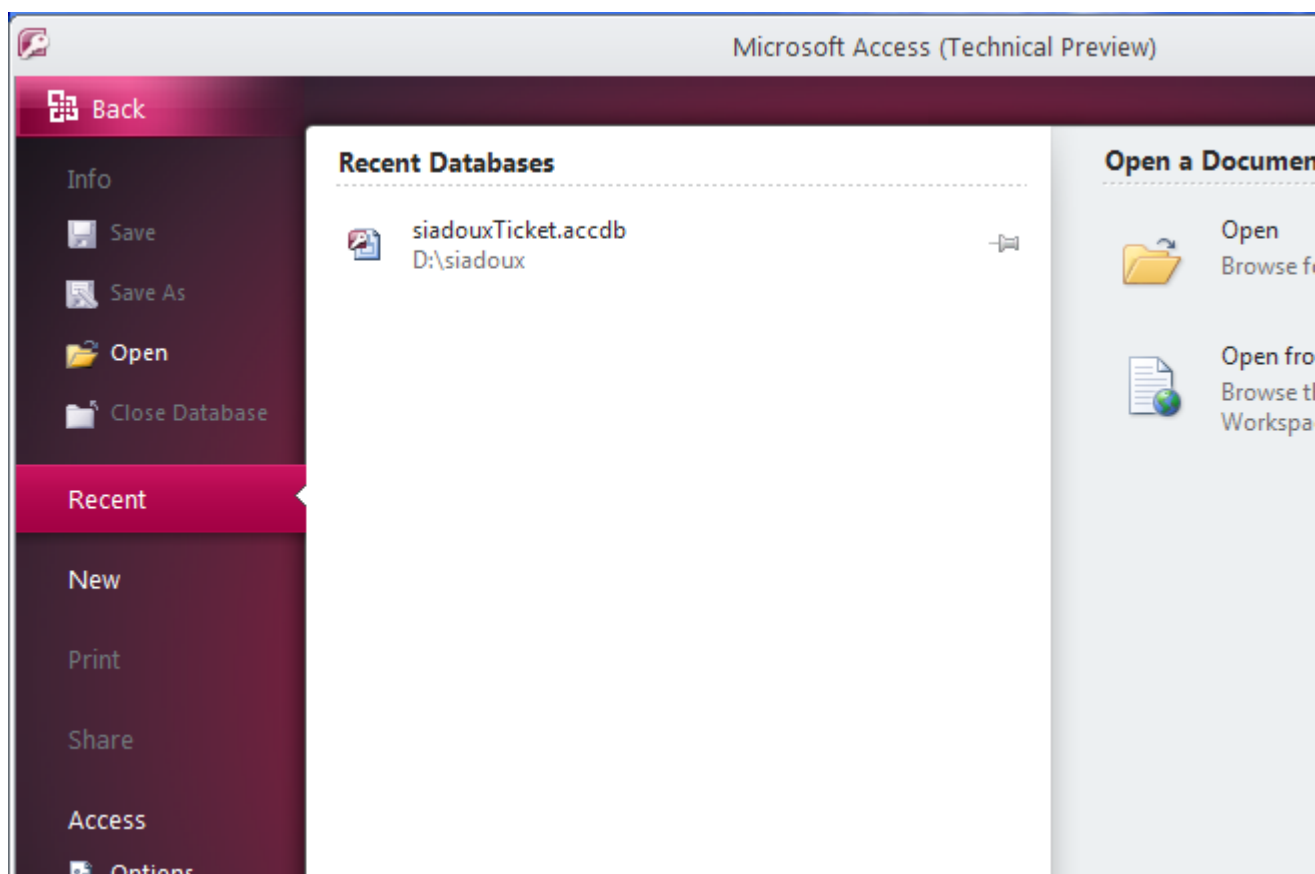 Microsoft Access (Technical Preview)
Back
Info
Save
Save As
Open
Close Database
Recent
New
Print
Share
Access
Options
Recent Databases
siadouxTicket.accdb
D:\siadoux
Open a Documen
Open
Browse f
Open fro
Browse t
Workspa